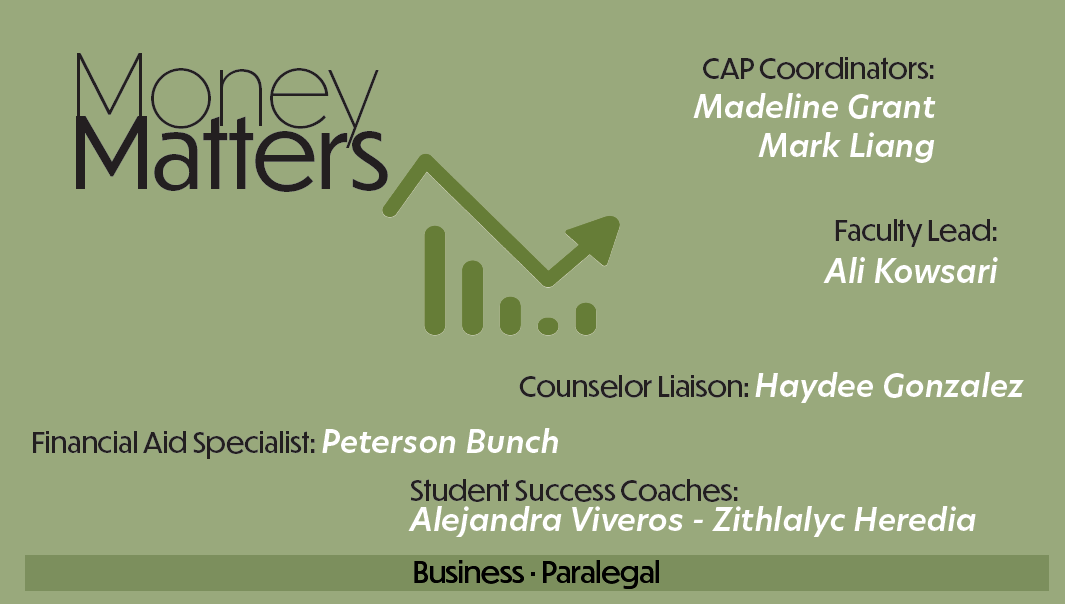 Money
Matters
CAP Coordinators:
Madeline Grant
Mark Liang
Faculty Lead:
Ali Kowsari
Counselor Liaison: Haydee Gonzalez
Financial Aid Specialist: Peterson Bunch
Student Success Coaches:
Alejandra Viveros - Zithlalyc Heredia
Business · Paralegal